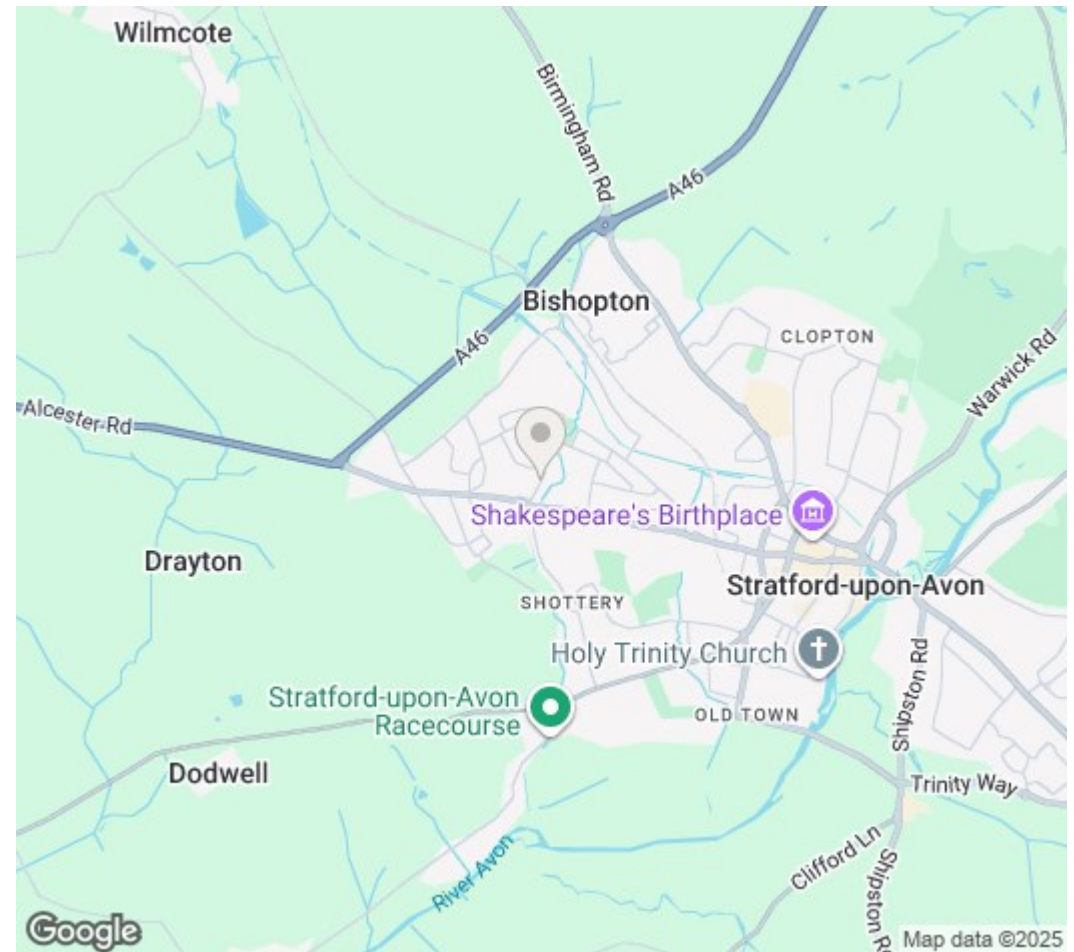 Wilmcote
Birmingham Rd
A46
Bishopton
CLOPTON
A46
Warwick Rd
Alcester Rd
Shakespeare's Birthplace
Drayton
Stratford-upon-Avon
SHOTTERY
Holy Trinity Church
Stratford-upon-Avon
Racecourse
OLD TOWN
Shipston Rd
Dodwell
Trinity Way
River Avon
Clifford Ln
Shipston R
Google
Map data ©2025